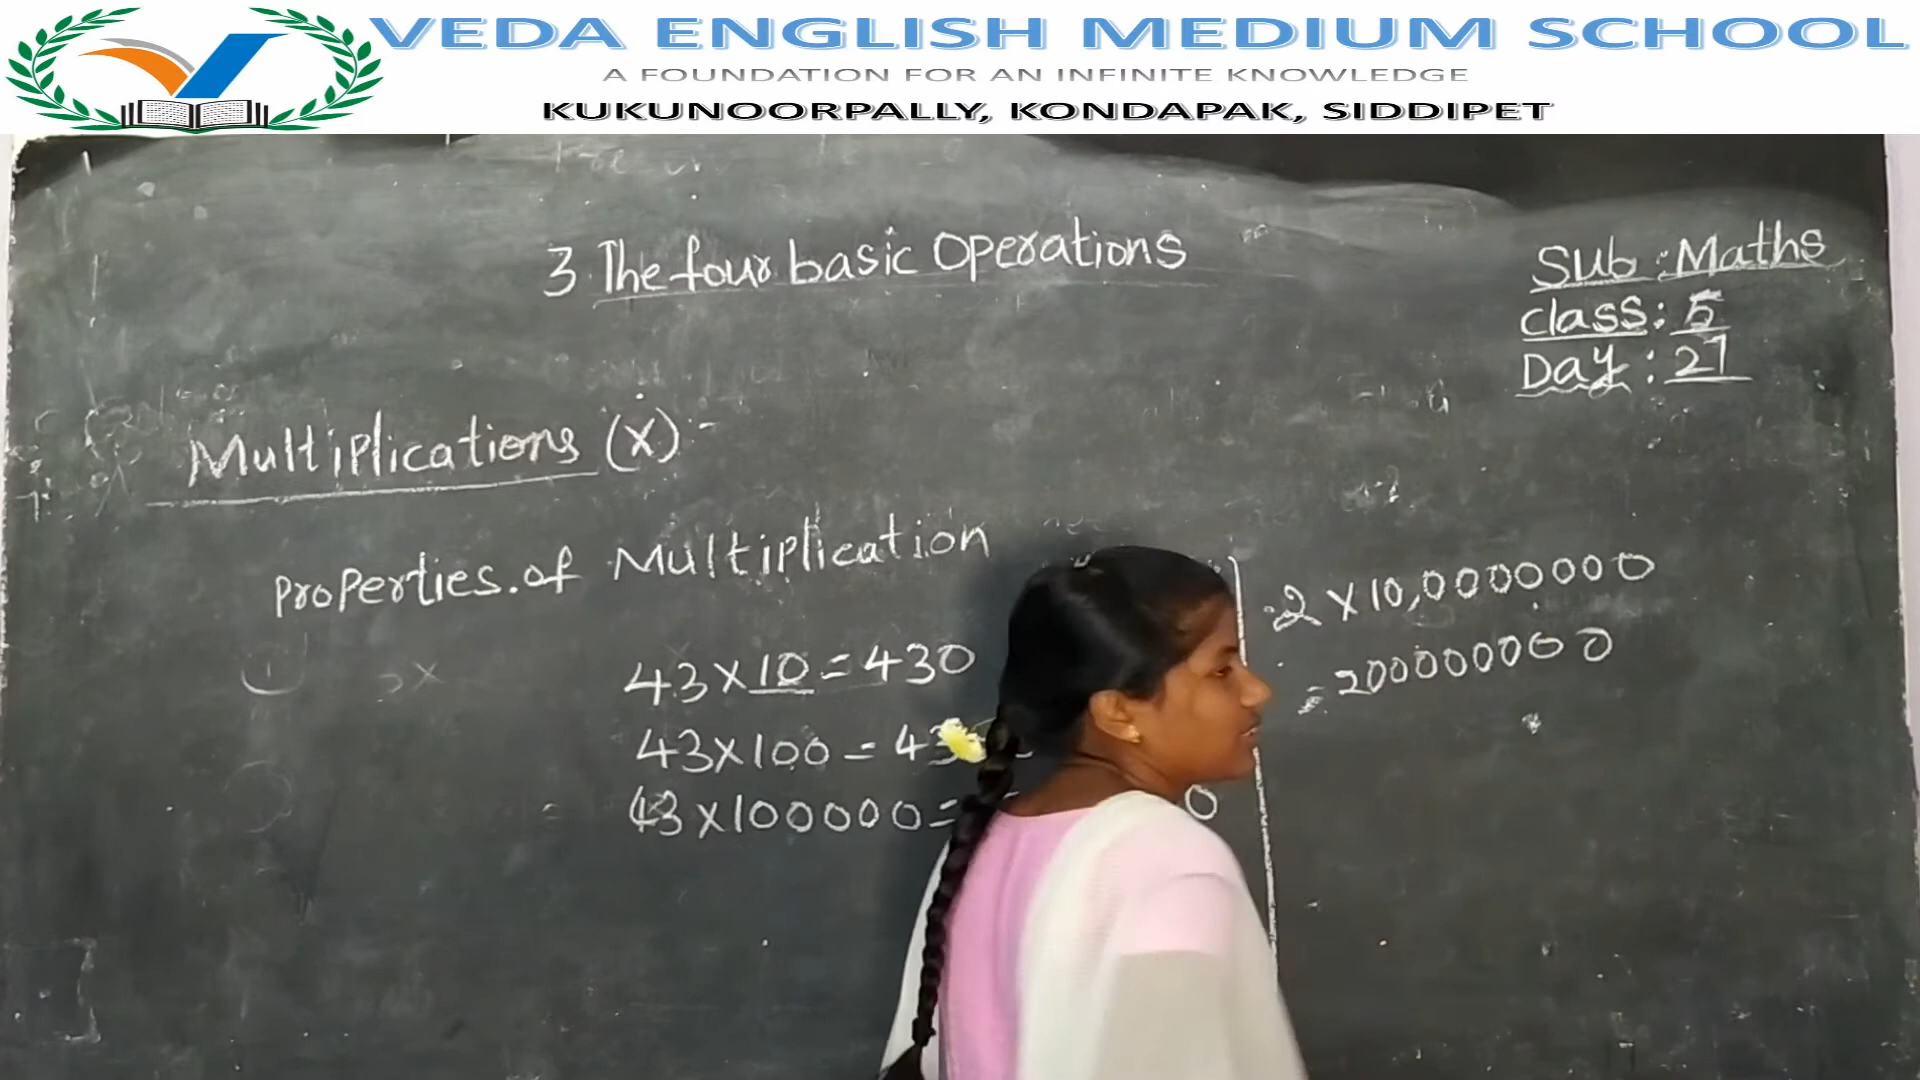 VEDA ENGLISH MEDIUM SCHOOL
A FOUNDATION FOR AN INFINITE KNOWLEDGE
KUKUNOORPALLY, KONDAPAK, SIDDIPET
3 The four basic Operations
Sub : Maths
Class : 5
Day : 27
Multiplications (x) :-
Properties of Multiplication
43 x 10 = 430
43 x 100 = 43
43 x 100000 =
0
2 x 10,0000000
= 200000000